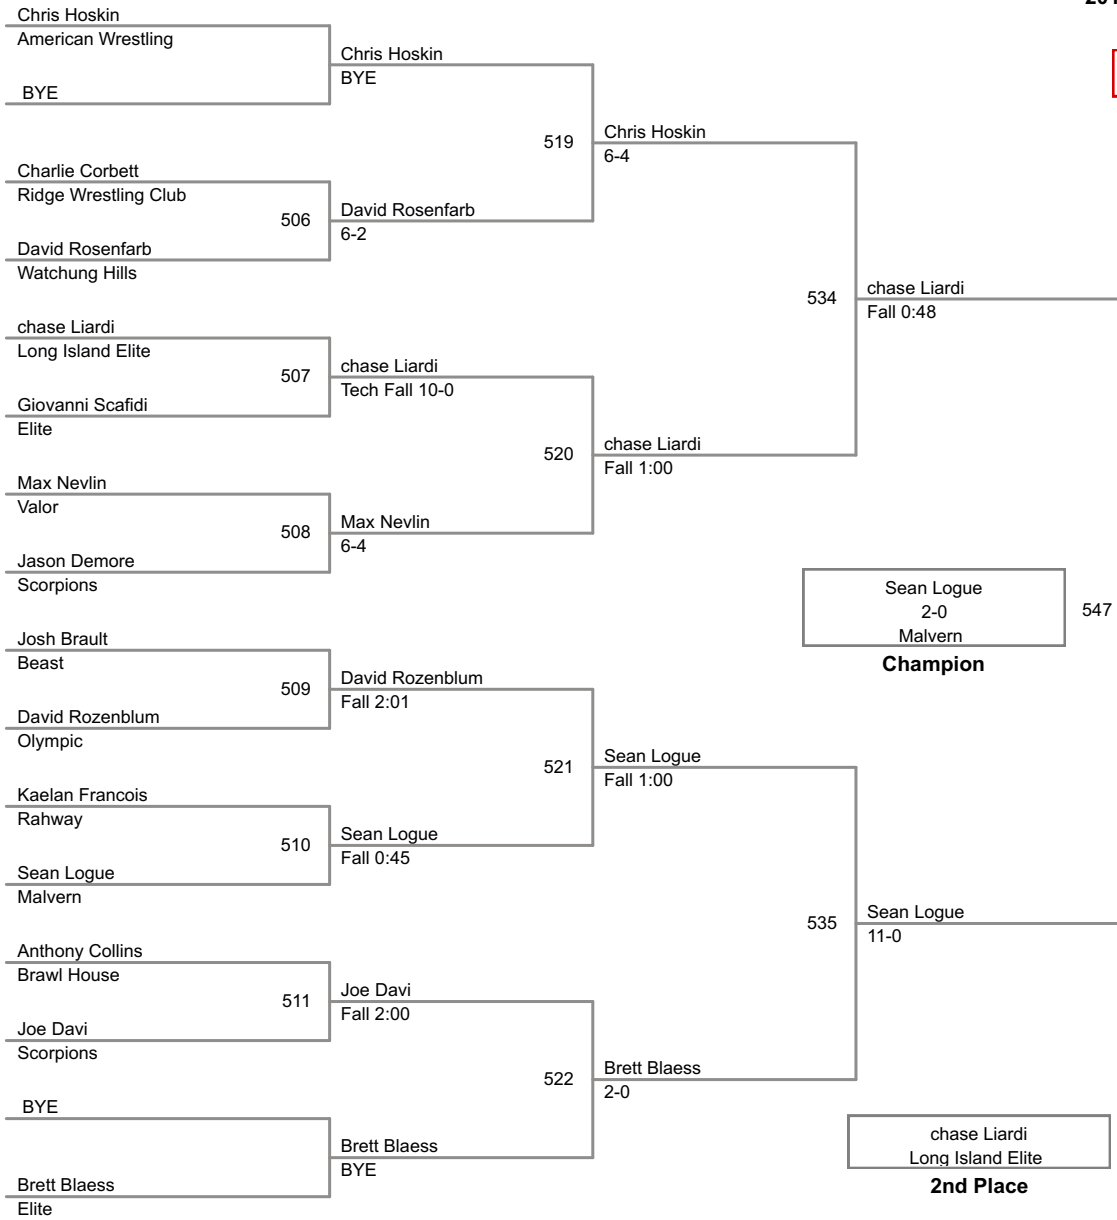 201
Chris Hoskin
American Wrestling
BYE
Charlie Corbett
Ridge Wrestling Club
506
David Rosenfarb
Watchung Hills
chase Liardi
Long Island Elite
507
Giovanni Scafidi
Elite
Max Nevlin
Valor
508
Jason Demore
Scorpions
Josh Brault
Beast
509
David Rozenblum
Olympic
Kaelan Francois
Rahway
510
Sean Logue
Malvern
Anthony Collins
Brawl House
511
Joe Davi
Scorpions
BYE
Brett Blaess
Elite
Chris Hoskin
BYE
519
David Rosenfarb
6-2
chase Liardi
Tech Fall 10-0
520
Max Nevlin
6-4
David Rozenblum
Fall 2:01
521
Sean Logue
Fall 0:45
Joe Davi
Fall 2:00
522
Brett Blaess
BYE
Chris Hoskin
6-4
534
chase Liardi
Fall 1:00
Sean Logue
Fall 1:00
535
Brett Blaess
2-0
chase Liardi
Fall 0:48
Sean Logue
2-0
Malvern
547
Champion
Sean Logue
11-0
chase Liardi
Long Island Elite
2nd Place